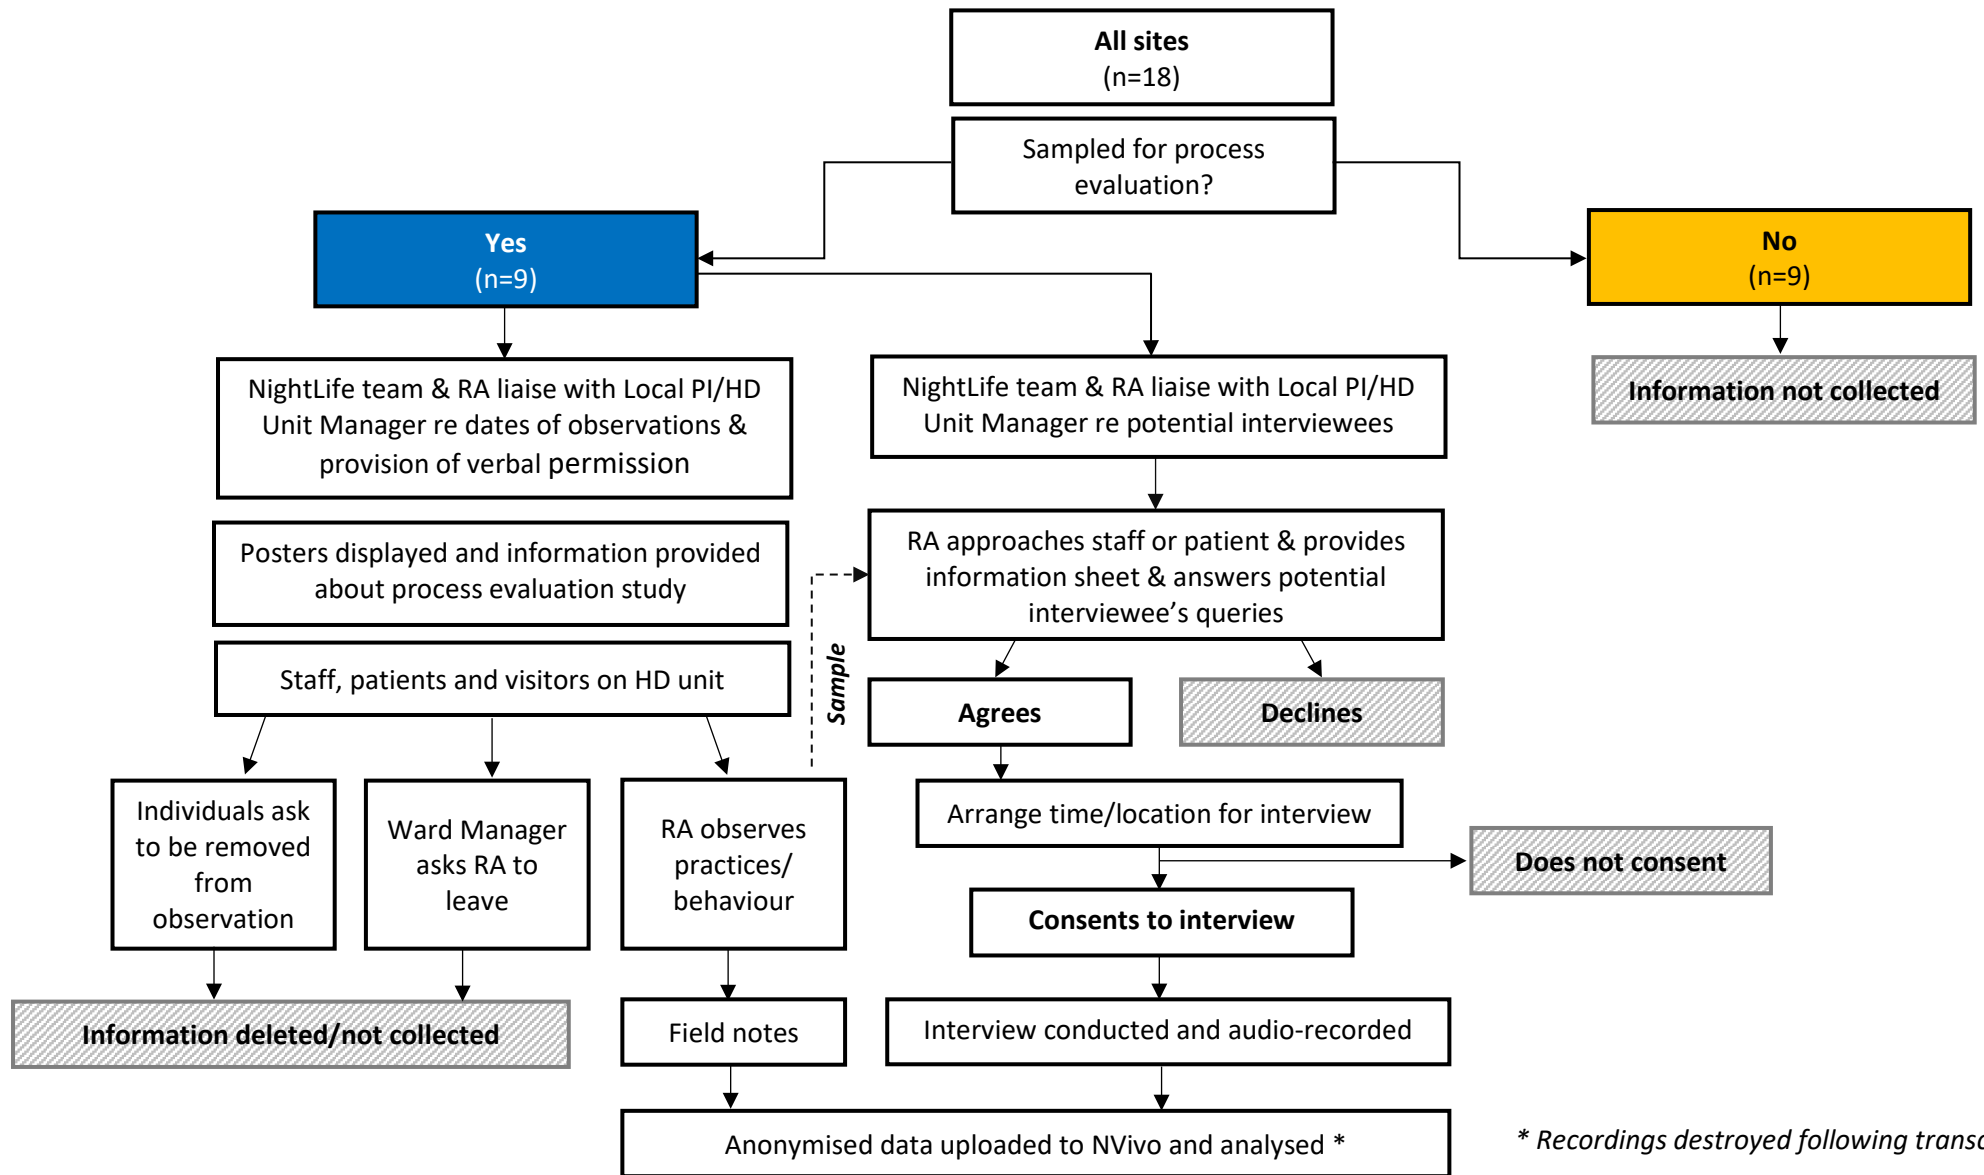 All sites
(n=18)
Sampled for process
evaluation?
Yes
(n=9)
No
(n=9)
NightLife team & RA liaise with Local PI/HD
Unit Manager re dates of observations &
provision of verbal permission
NightLife team & RA liaise with Local PI/HD
Unit Manager re potential interviewees
Information not collected
Posters displayed and information provided
about process evaluation study
RA approaches staff or patient & provides
information sheet & answers potential
interviewee’s queries
Sample
Staff, patients and visitors on HD unit
Agrees
Declines
Individuals ask
to be removed
from
observation
Ward Manager
asks RA to
leave
RA observes
practices/
behaviour
Arrange time/location for interview
Does not consent
Consents to interview
Information deleted/not collected
Field notes
Interview conducted and audio-recorded
Anonymised data uploaded to NVivo and analysed *
* Recordings destroyed following